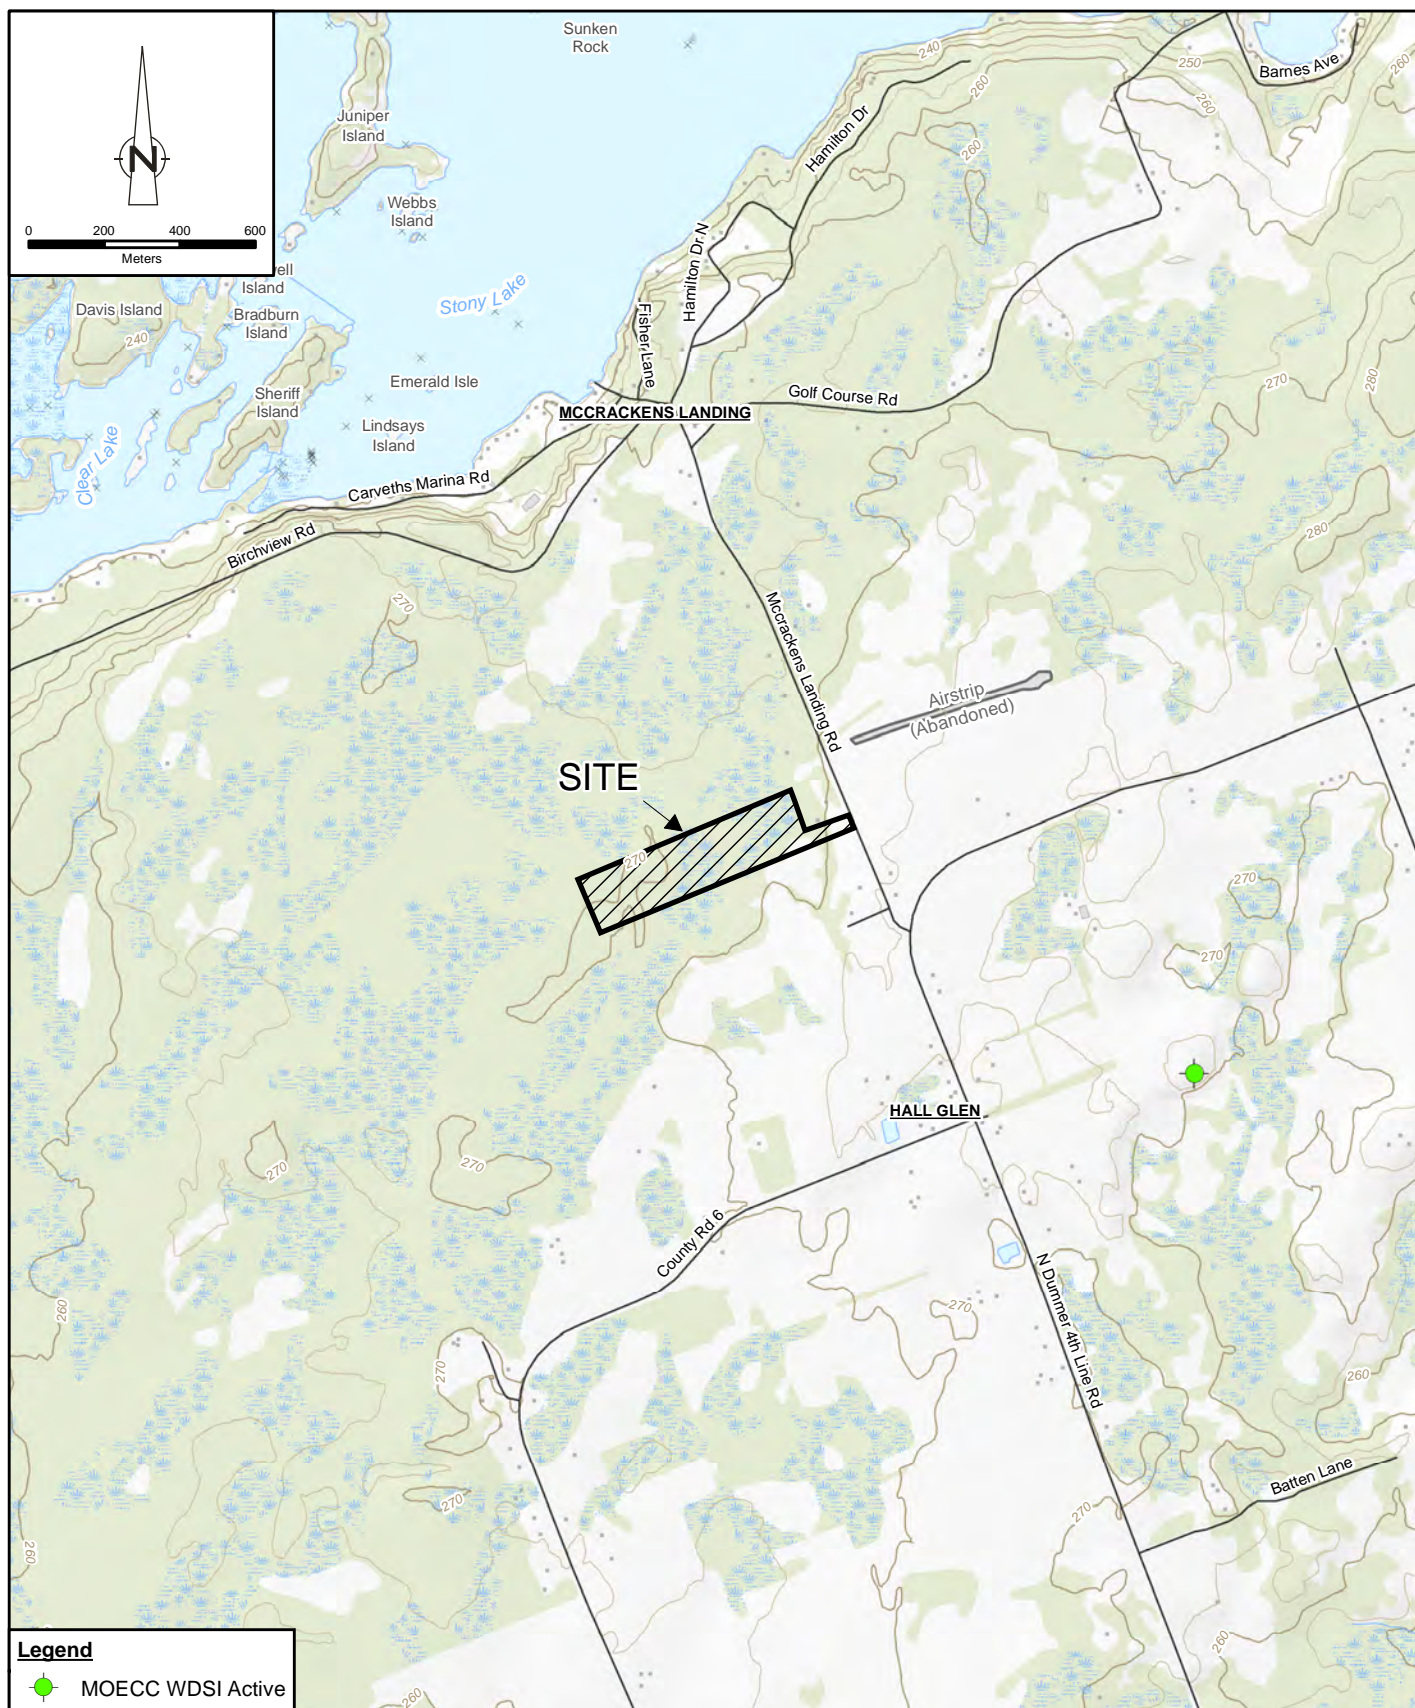 Sunken
Rock
N
0 200 400 600
Meters
Juniper
Island
Webbs
Island
240
250
260
260
260
Barnes Ave
Hamilton Dr
260
Hamilton Dr N
Stony Lake
Island
Davis Island
240
Bradburn
Island
Fisher Lane
Sheriff
Island
Emerald Isle
Golf Course Rd
270
280
MCCRACKENS LANDING
Lindsays
Island
Clear Lake
Carveths Marina Rd
Birchview Rd
280
270
Mccrackens Landing Rd
Airstrip
(Abandoned)
SITE
270
270
270
HALL GLEN
270
270
County Rd 6
260
270
270
N Dummer 4th Line Rd
260
270
Batten Lane
270
260
260
260
Legend
MOECC WDSI Active